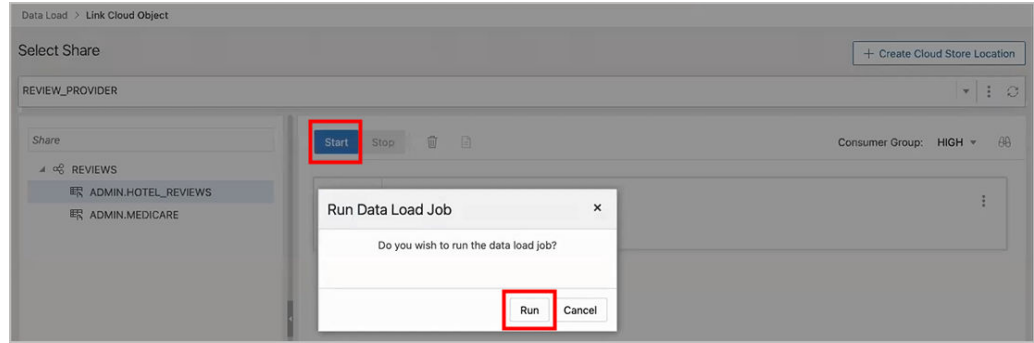 Data Load > Link Cloud Object
Select Share
+ Create Cloud Store Location
REVIEW_PROVIDER
Share
Start Stop
Consumer Group: HIGH
REVIEWS
ADMIN.HOTEL_REVIEWS
ADMIN.MEDICARE
Run Data Load Job
Do you wish to run the data load job?
Run Cancel